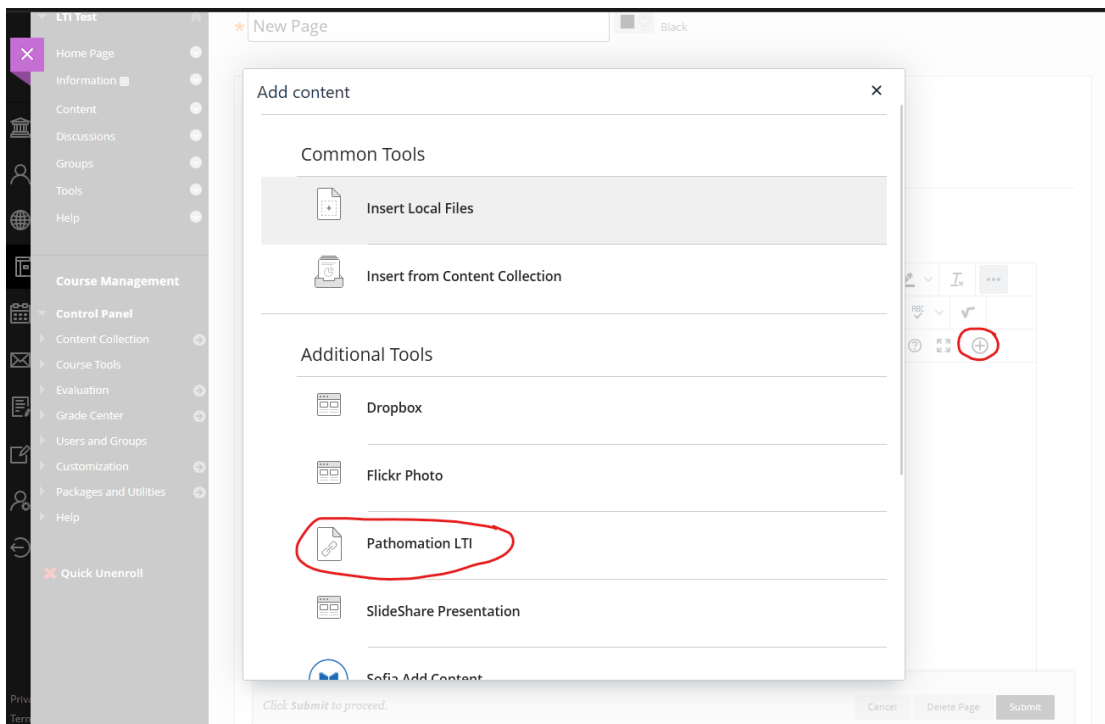 LTI Test
Home Page
Information
Content
Discussions
Groups
Tools
Help
Course Management
Control Panel
Content Collection
Course Tools
Evaluation
Grade Center
Users and Groups
Customization
Packages and Utilities
Help
Quick Unenroll
* New Page
Black
Add content
Common Tools
Insert Local Files
Insert from Content Collection
Additional Tools
Dropbox
Flickr Photo
Pathomation LTI
SlideShare Presentation
Sofia Add Content
ABC
Click Submit to proceed.
Cancel
Delete Page
Submit